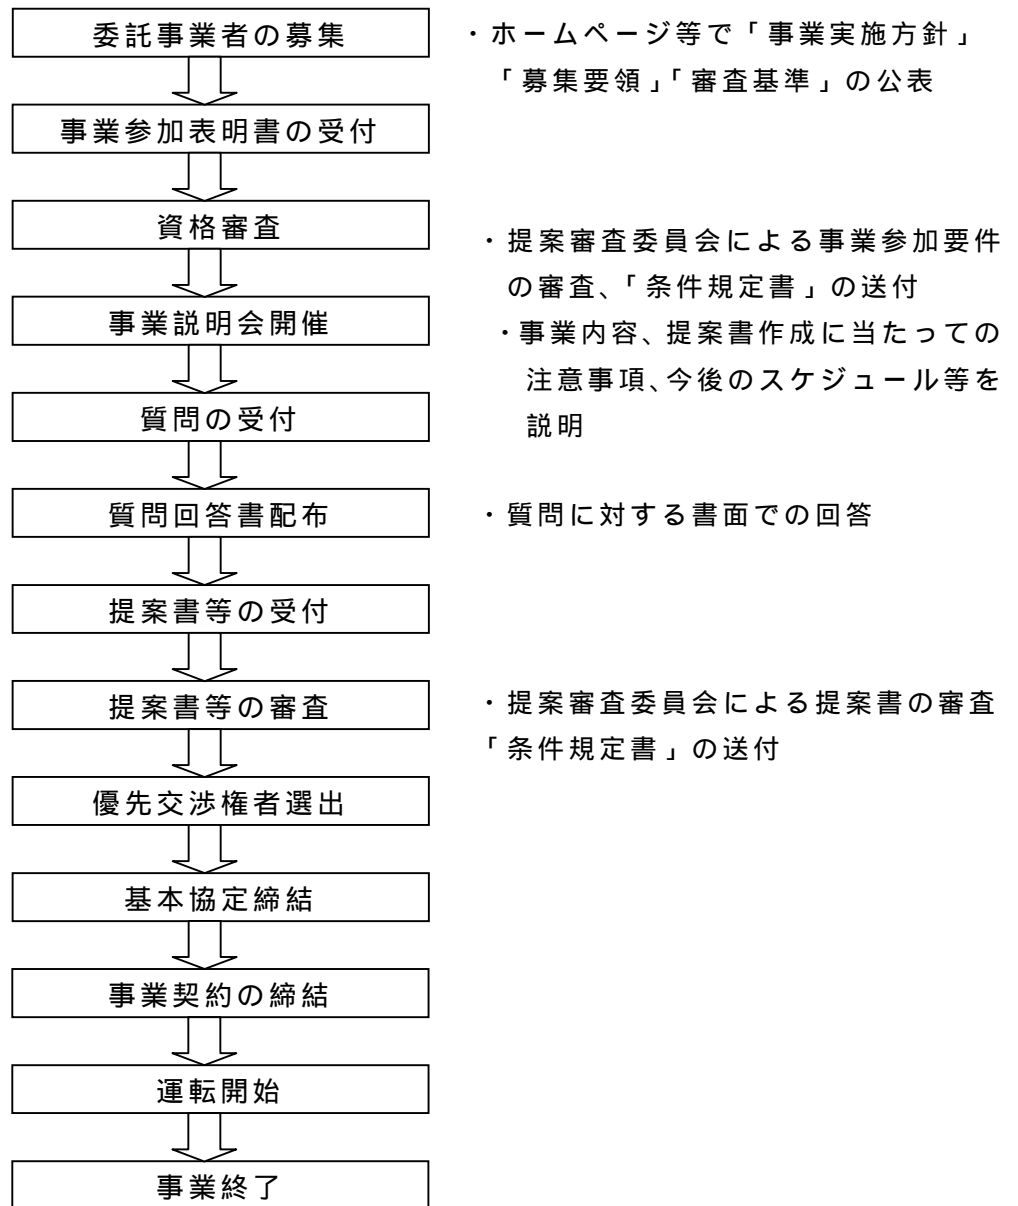 委託事業者の募集
・ホームページ等で「事業実施方針」
「募集要領」「審査基準」の公表
事業参加表明書の受付
資格審査
・提案審査委員会による事業参加要件
の審査、「条件規定書」の送付
事業説明会開催
・事業内容、提案書作成に当たっての
注意事項、今後のスケジュール等を
説明
質問の受付
質問回答書配布
・質問に対する書面での回答
提案書等の受付
提案書等の審査
・提案審査委員会による提案書の審査
「条件規定書」の送付
優先交渉権者選出
基本協定締結
事業契約の締結
運転開始
事業終了